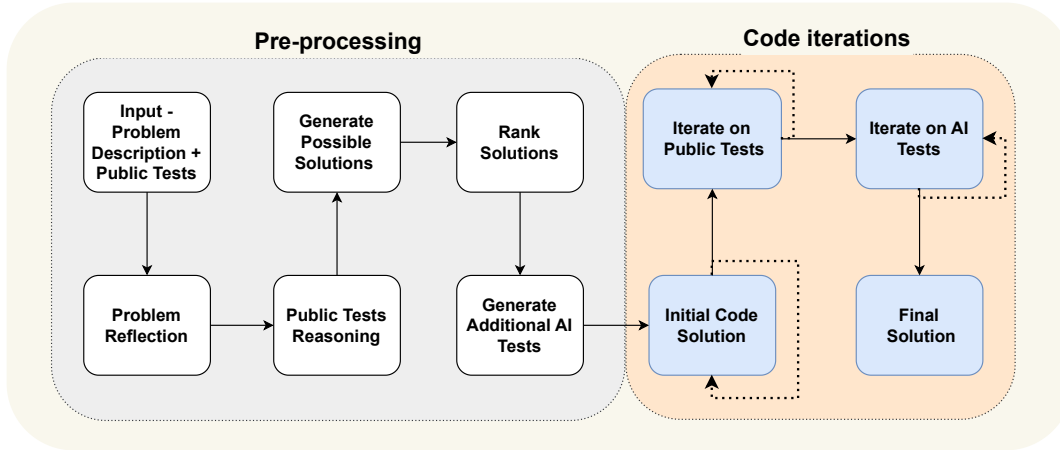 Pre-processing
Code iterations
Input -
Problem
Description +
Public Tests
Generate
Possible
Solutions
Rank
Solutions
Iterate on
Public Tests
Iterate on AI
Tests
Problem
Reflection
Public Tests
Reasoning
Generate
Additional AI
Tests
Initial Code
Solution
Final
Solution